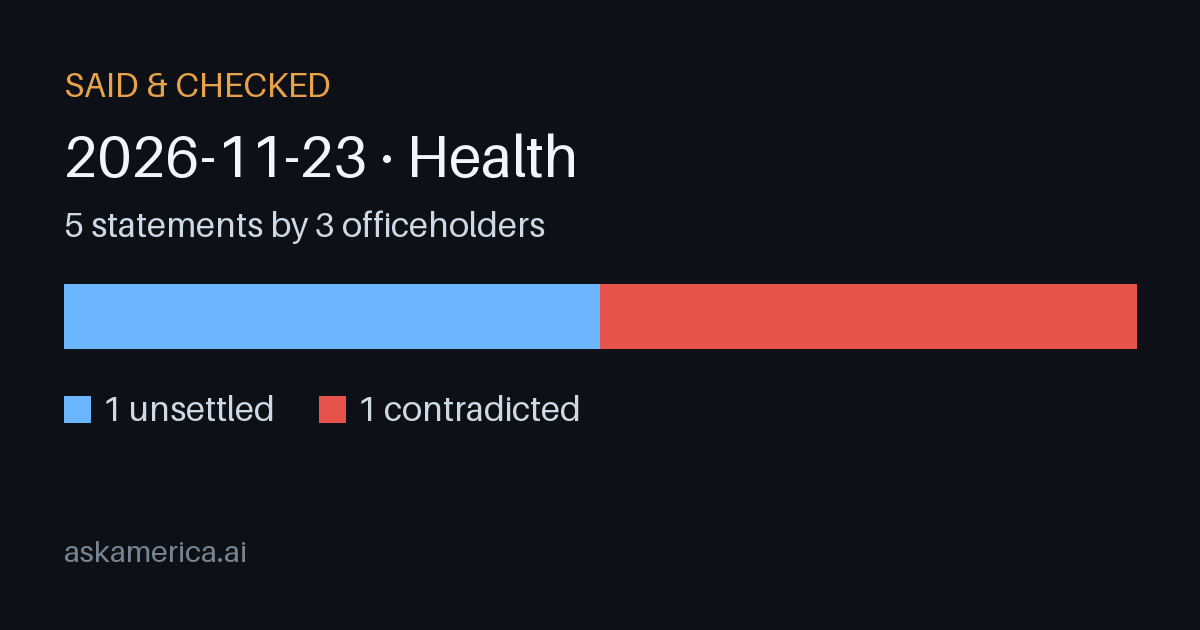 SAID & CHECKED
2026-11-23 · Health
5 statements by 3 officeholders
1 unsettled 1 contradicted
askamerica.ai